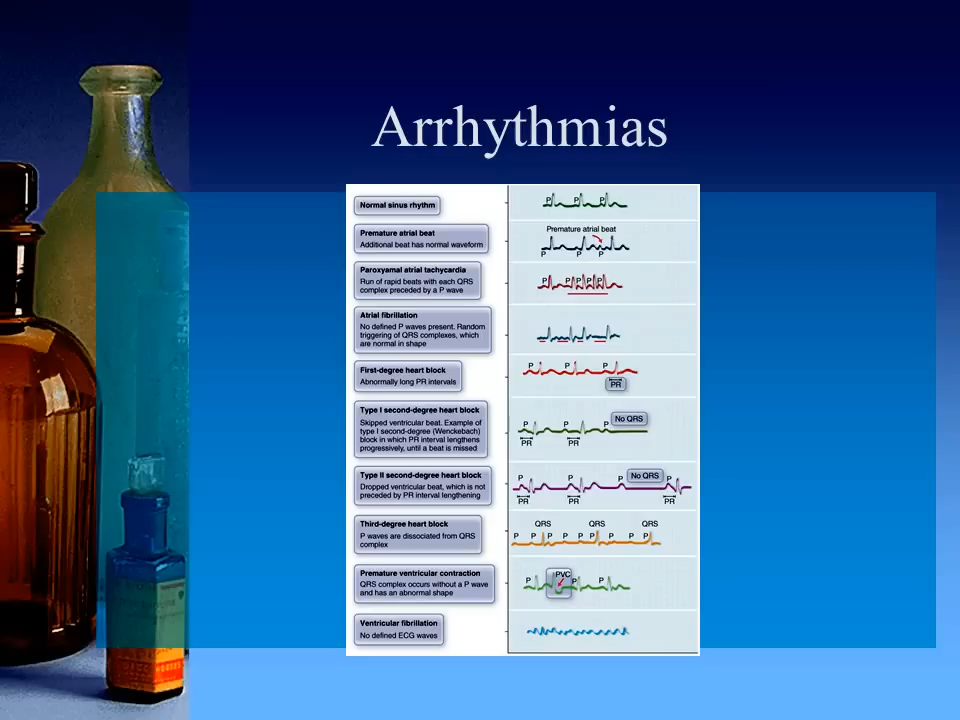 Arrhythmias
Normal sinus rhythm
P P P
Premature atrial beat
Additional beat has normal waveform
Premature atrial beat
P P P
Paroxyamal atrial tachycardia
Run of rapid beats with each QRS
complex preceded by a P wave
P P P P P
Atrial fibrillation
No defined P waves present. Random
triggering of QRS complexes, which
are normal in shape
First-degree heart block
Abnormally long PR intervals
P P P
PR
Type I second-degree heart block
Skipped ventricular beat. Example of
type I second-degree (Wenckebach)
block in which PR interval lengthens
progressively, until a beat is missed
No QRS
P P P
PR PR
Type II second-degree heart block
Dropped ventricular beat, which is not
preceded by PR interval lengthening
No QRS
P P P P
PR PR PR
Third-degree heart block
P waves are dissociated from QRS
complex
QRS QRS QRS
P P P P P P P P P
Premature ventricular contraction
QRS complex occurs without a P wave
and has an abnormal shape
PVC
P P P
Ventricular fibrillation
No defined ECG waves